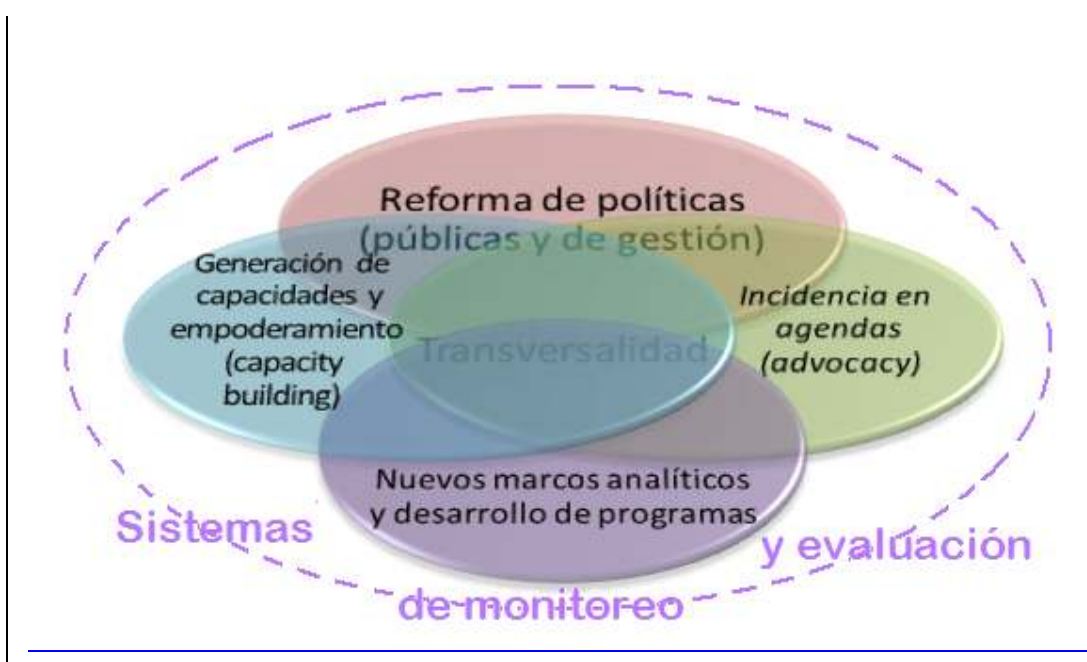 Reforma de políticas
(públicas y de gestión)
Generación de
capacidades y
empoderamiento
(capacity
building)
Incidencia en
agendas
(advocacy)
Transversalidad
Nuevos marcos analíticos
y desarrollo de programas
Sistemas
de monitoreo
y evaluación